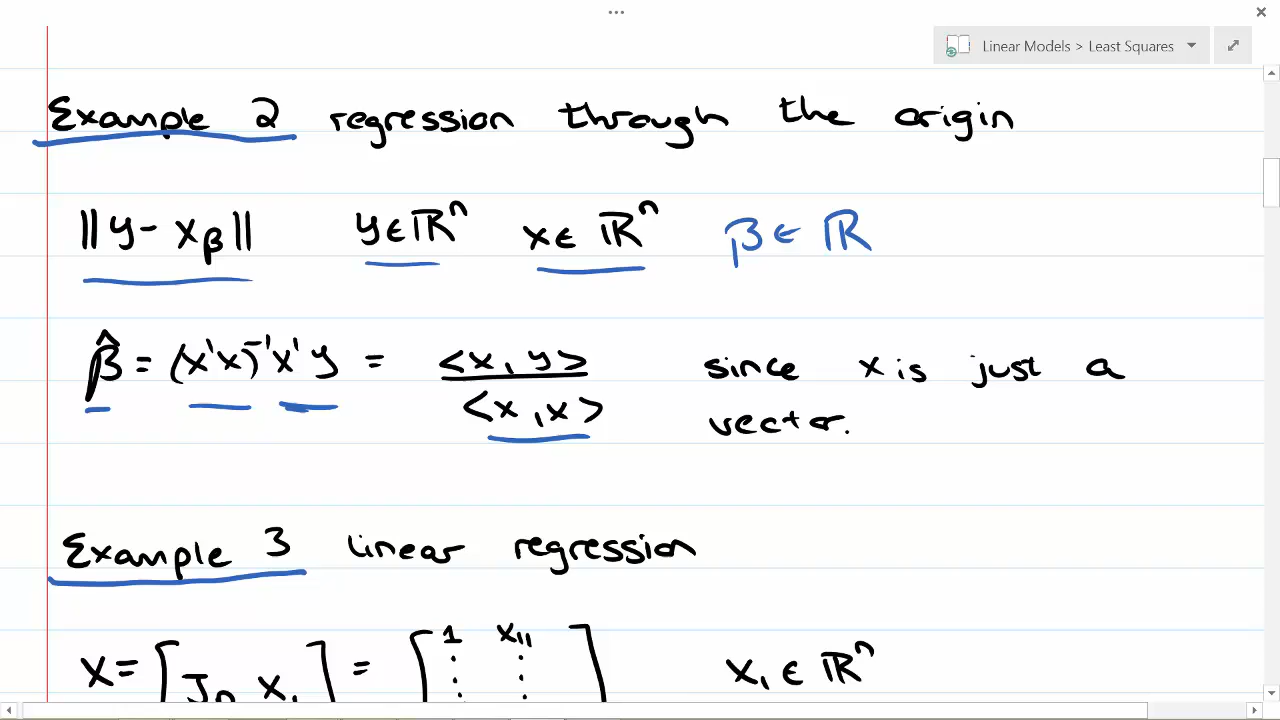 Linear Models > Least Squares
Example 2 regression through the origin
||y - xβ|| y∈ℝⁿ x∈ℝⁿ β∈ℝ
β̂ = (x'x)⁻¹x'y = <x,y> / <x,x> since x is just a
vector.
Example 3 linear regression
X = [Jₙ x₁] = [1 x₁₁ x₁ ∈ ℝⁿ